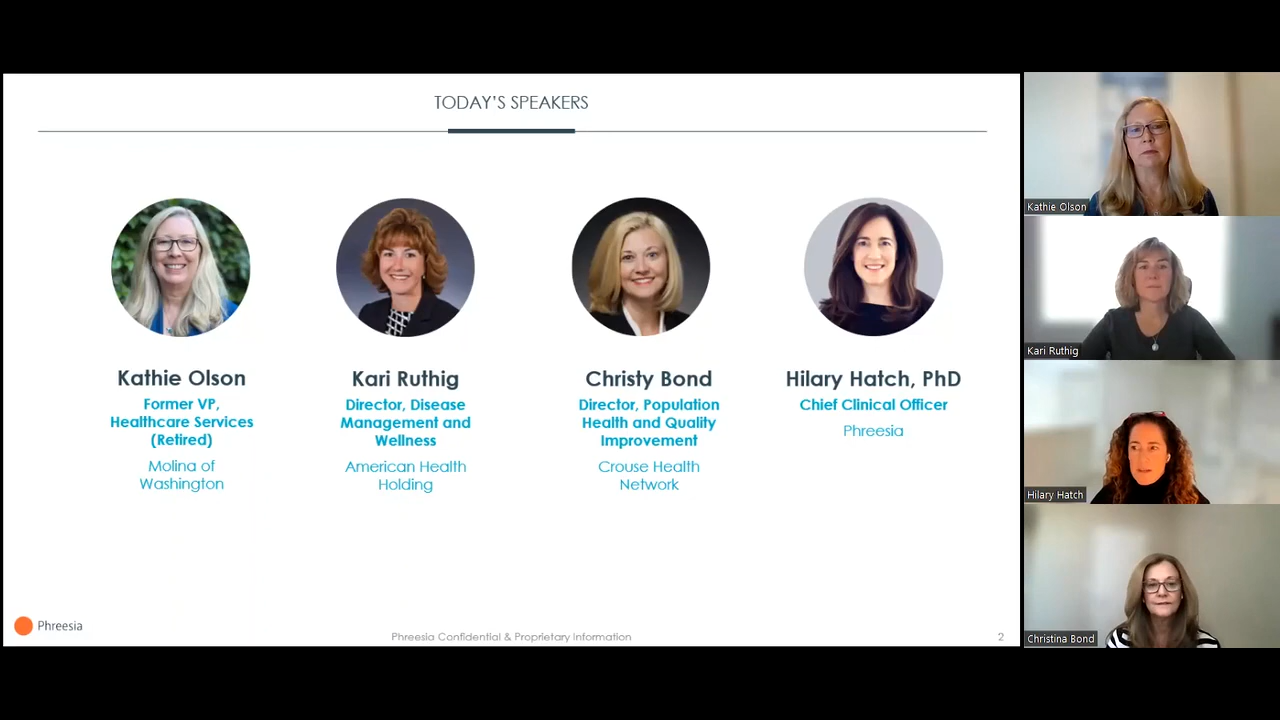 TODAY'S SPEAKERS
Kathie Olson
Former VP,
Healthcare Services
(Retired)
Molina of
Washington
Kari Ruthig
Director, Disease
Management and
Wellness
American Health
Holding
Christy Bond
Director, Population
Health and Quality
Improvement
Crouse Health
Network
Hilary Hatch, PhD
Chief Clinical Officer
Phreesia
Phreesia
Phreesia Confidential & Proprietary Information
2
Kathie Olson
Kari Ruthig
Hilary Hatch
Christina Bond